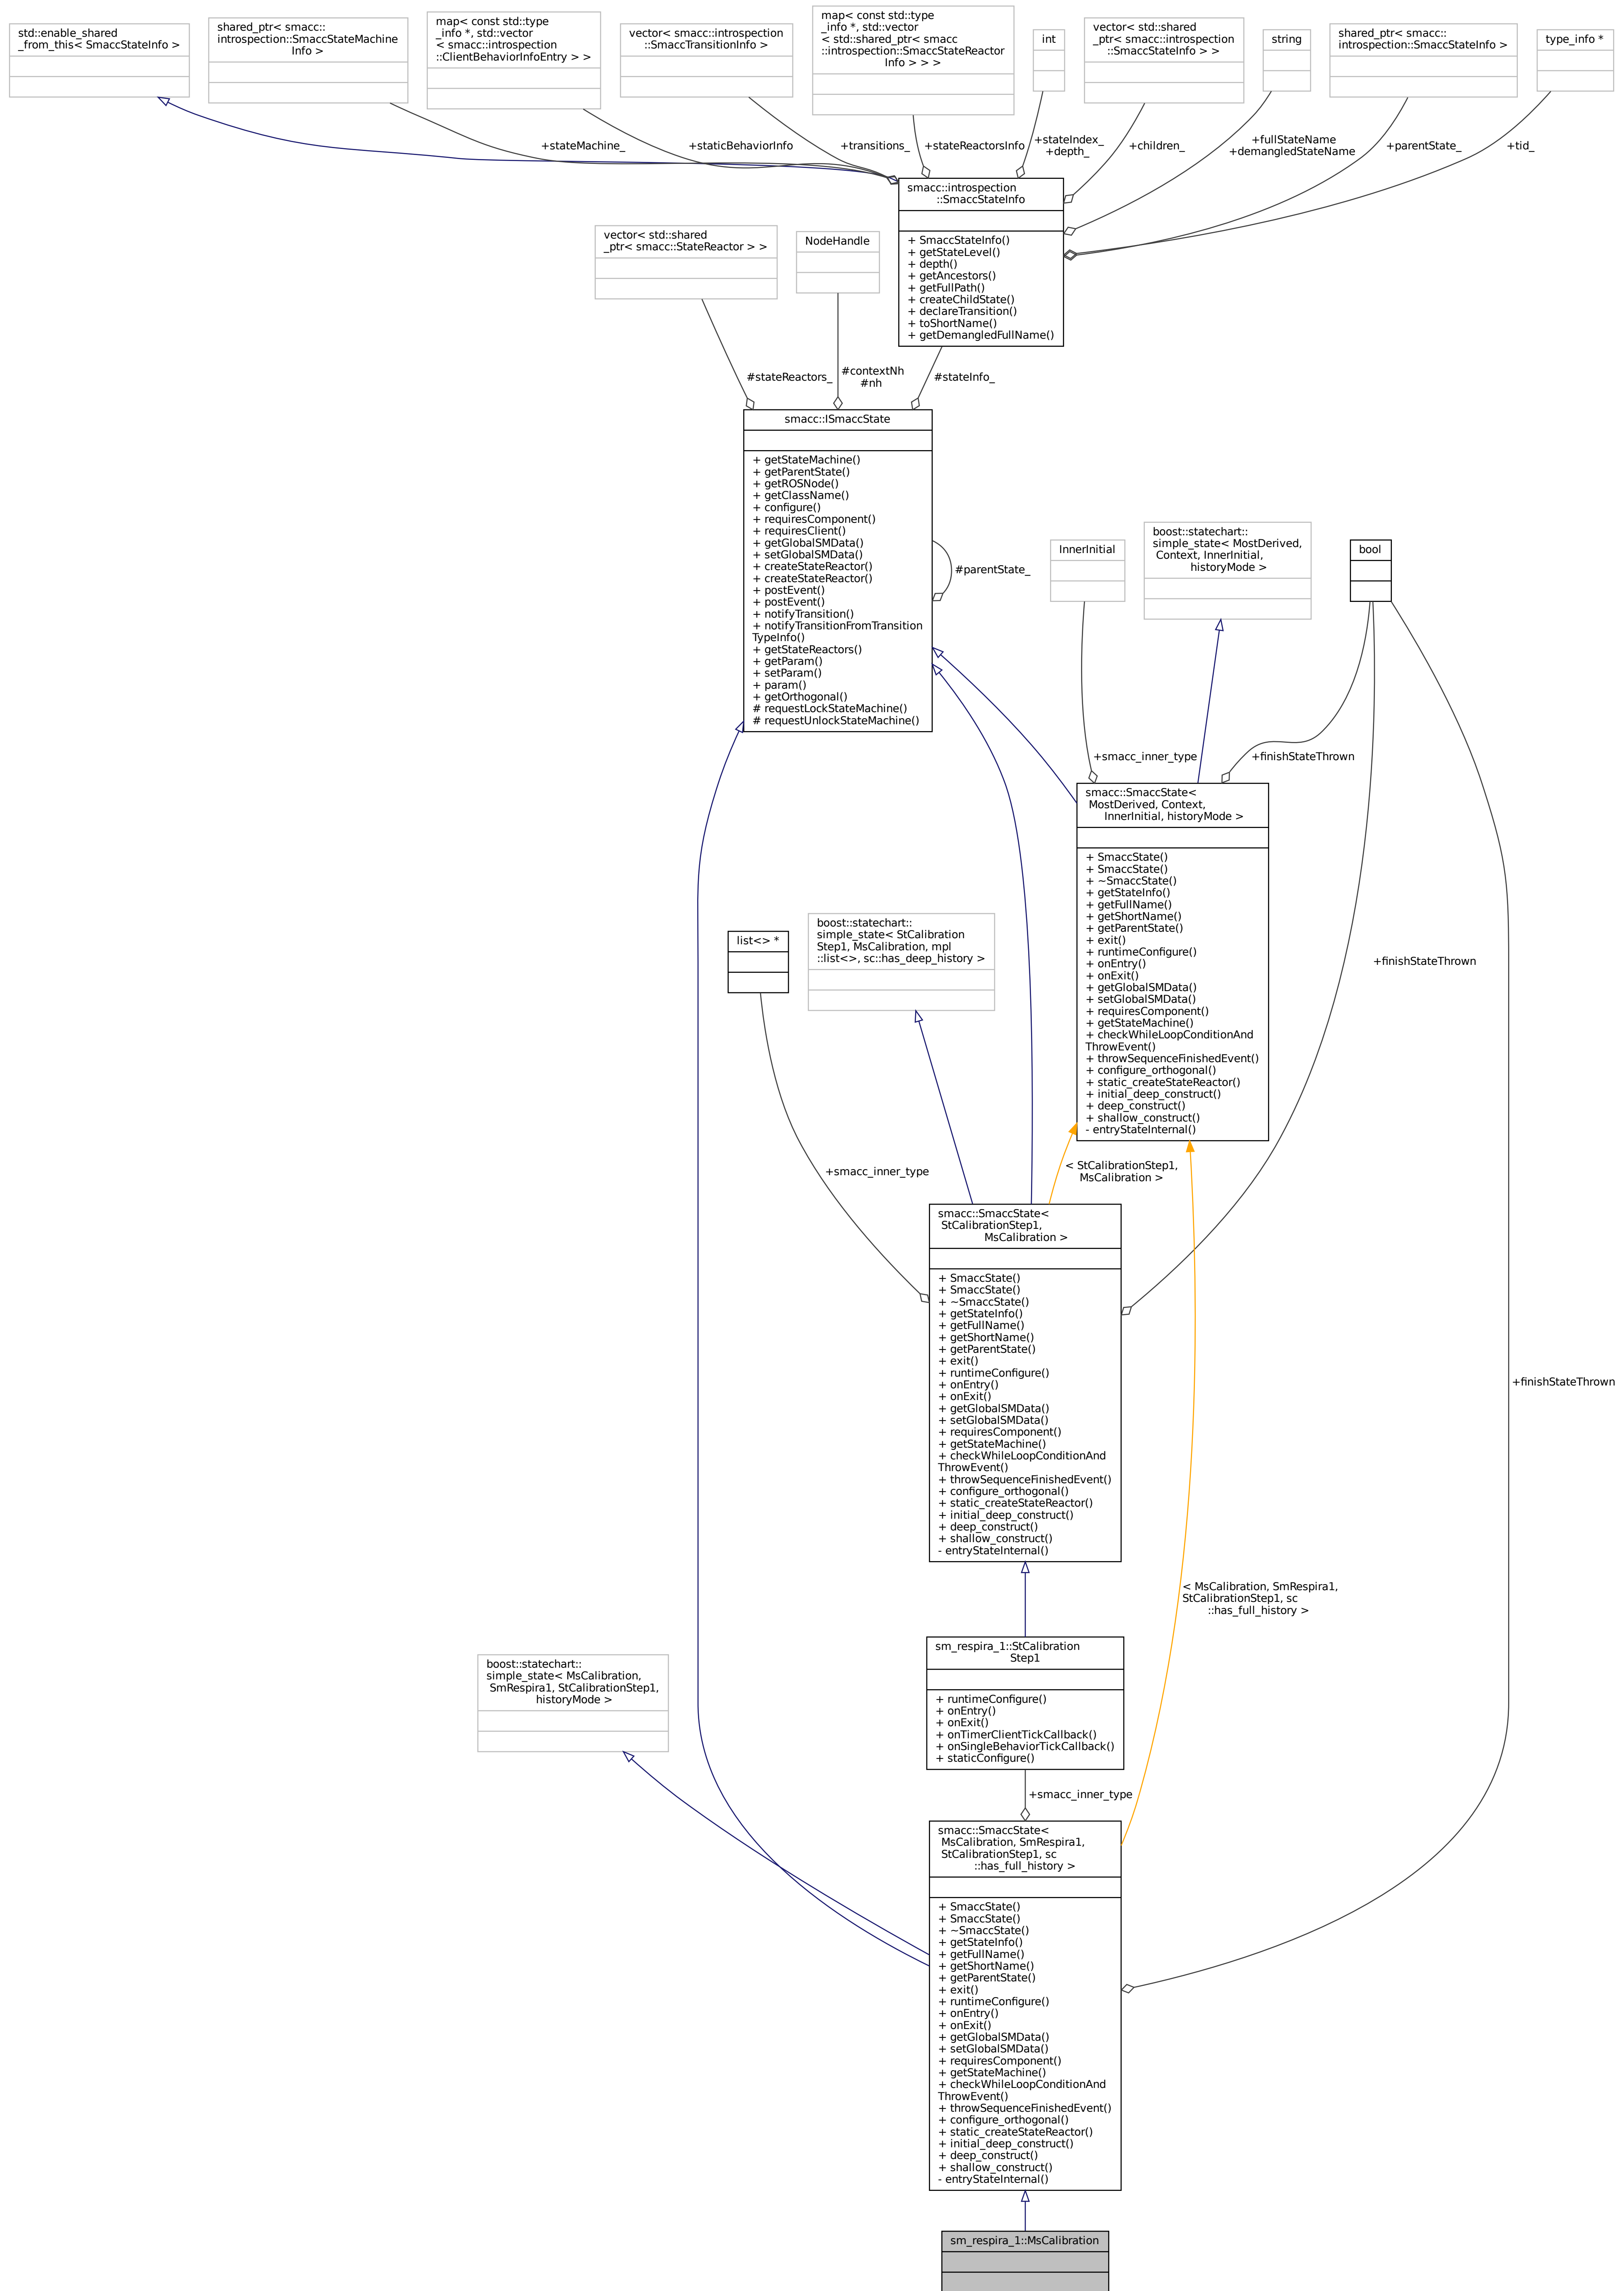 std::enable_shared
_from_this< SmaccStateInfo >
shared_ptr< smacc::
introspection::SmaccStateMachine
Info >
map< const std::type
_info *, std::vector
< smacc::introspection
::ClientBehaviorInfoEntry > >
vector< smacc::introspection
::SmaccTransitionInfo >
map< const std::type
_info *, std::vector
< std::shared_ptr< smacc
::introspection::SmaccStateReactor
Info > > >
int
vector< std::shared
_ptr< smacc::introspection
::SmaccStateInfo > >
string
shared_ptr< smacc::
introspection::SmaccStateInfo >
type_info *
+stateMachine_
+staticBehaviorInfo
+transitions_
+stateReactorsInfo
+stateIndex_
+depth_
+children_
+fullStateName
+demangledStateName
+parentState_
+tid_
smacc::introspection
::SmaccStateInfo
+ SmaccStateInfo()
+ getStateLevel()
+ depth()
+ getAncestors()
+ getFullPath()
+ createChildState()
+ declareTransition()
+ toShortName()
+ getDemangledFullName()
vector< std::shared
_ptr< smacc::StateReactor > >
NodeHandle
#stateReactors_
#contextNh
#nh
#stateInfo_
smacc::ISmaccState
+ getStateMachine()
+ getParentState()
+ getROSNode()
+ getClassName()
+ configure()
+ requiresComponent()
+ requiresClient()
+ getGlobalSMData()
+ setGlobalSMData()
+ createStateReactor()
+ createStateReactor()
+ postEvent()
+ postEvent()
+ notifyTransition()
+ notifyTransitionFromTransition
TypeInfo()
+ getStateReactors()
+ getParam()
+ setParam()
+ param()
+ getOrthogonal()
# requestLockStateMachine()
# requestUnlockStateMachine()
#parentState_
InnerInitial
boost::statechart::
simple_state< MostDerived,
Context, InnerInitial,
historyMode >
bool
+smacc_inner_type
+finishStateThrown
smacc::SmaccState<
MostDerived, Context,
InnerInitial, historyMode >
+ SmaccState()
+ SmaccState()
+ ~SmaccState()
+ getStateInfo()
+ getFullName()
+ getShortName()
+ getParentState()
+ exit()
+ runtimeConfigure()
+ onEntry()
+ onExit()
+ getGlobalSMData()
+ setGlobalSMData()
+ requiresComponent()
+ getStateMachine()
+ checkWhileLoopConditionAnd
ThrowEvent()
+ throwSequenceFinishedEvent()
+ configure_orthogonal()
+ static_createStateReactor()
+ initial_deep_construct()
+ deep_construct()
+ shallow_construct()
- entryStateInternal()
list<> *
boost::statechart::
simple_state< StCalibration
Step1, MsCalibration, mpl
::list<>, sc::has_deep_history >
+finishStateThrown
+smacc_inner_type
< StCalibrationStep1,
MsCalibration >
smacc::SmaccState<
StCalibrationStep1,
MsCalibration >
+ SmaccState()
+ SmaccState()
+ ~SmaccState()
+ getStateInfo()
+ getFullName()
+ getShortName()
+ getParentState()
+ exit()
+ runtimeConfigure()
+ onEntry()
+ onExit()
+ getGlobalSMData()
+ setGlobalSMData()
+ requiresComponent()
+ getStateMachine()
+ checkWhileLoopConditionAnd
ThrowEvent()
+ throwSequenceFinishedEvent()
+ configure_orthogonal()
+ static_createStateReactor()
+ initial_deep_construct()
+ deep_construct()
+ shallow_construct()
- entryStateInternal()
+finishStateThrown
< MsCalibration, SmRespira1,
StCalibrationStep1, sc
::has_full_history >
sm_respira_1::StCalibration
Step1
+ runtimeConfigure()
+ onEntry()
+ onExit()
+ onTimerClientTickCallback()
+ onSingleBehaviorTickCallback()
+ staticConfigure()
boost::statechart::
simple_state< MsCalibration,
SmRespira1, StCalibrationStep1,
historyMode >
+smacc_inner_type
smacc::SmaccState<
MsCalibration, SmRespira1,
StCalibrationStep1, sc
::has_full_history >
+ SmaccState()
+ SmaccState()
+ ~SmaccState()
+ getStateInfo()
+ getFullName()
+ getShortName()
+ getParentState()
+ exit()
+ runtimeConfigure()
+ onEntry()
+ onExit()
+ getGlobalSMData()
+ setGlobalSMData()
+ requiresComponent()
+ getStateMachine()
+ checkWhileLoopConditionAnd
ThrowEvent()
+ throwSequenceFinishedEvent()
+ configure_orthogonal()
+ static_createStateReactor()
+ initial_deep_construct()
+ deep_construct()
+ shallow_construct()
- entryStateInternal()
sm_respira_1::MsCalibration